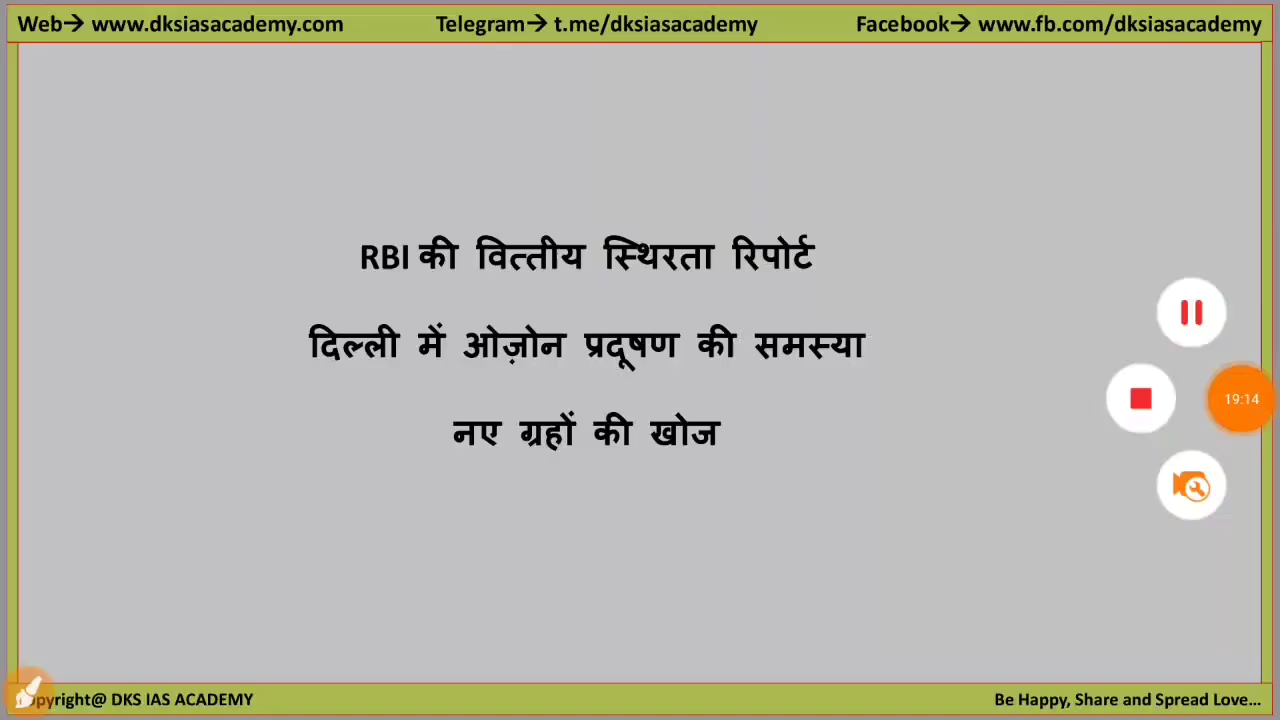 Web→ www.dksiasacademy.com Telegram→ t.me/dksiasacademy Facebook→ www.fb.com/dksiasacademy
RBI की वित्तीय स्थिरता रिपोर्ट
दिल्ली में ओज़ोन प्रदूषण की समस्या
नए ग्रहों की खोज
19:14
pyright@ DKS IAS ACADEMY Be Happy, Share and Spread Love...